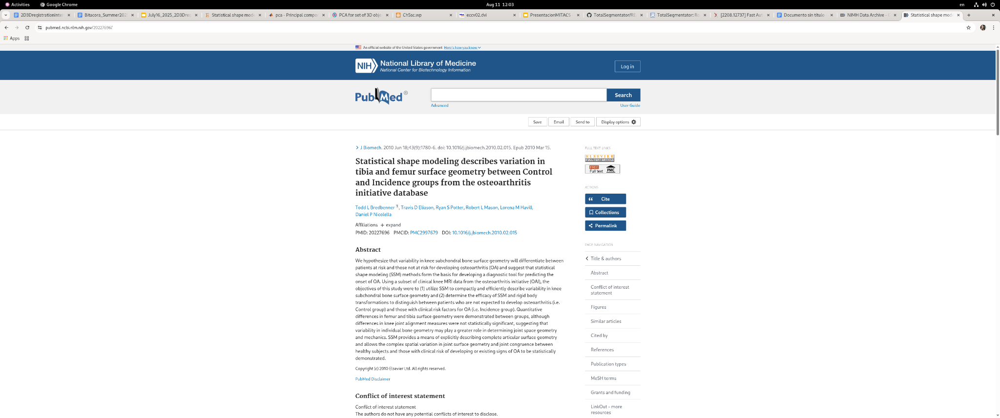 Activities
Google Chrome
Aug 11 12:03
en
2D3DregistrationInter
Bitacora_Summer202
July16_2025_2D3Dreg
Statistical shape mode
pca - Principal compo
PCA for set of 3D obje
Ch5sc.wp
eccv02.dvi
PresentacionMITACS
TotalSegmentator/RE
TotalSegmentator: Ro
[2208.12737] Fast Aut
Documento sin título
NIMH Data Archive -
Statistical shape mode
pubmed.ncbi.nlm.nih.gov/20227696/
Apps
An official website of the United States government Here's how you know
NIH National Library of Medicine
National Center for Biotechnology Information
Log in
PubMed®
Search
Advanced
User Guide
Save
Email
Send to
Display options
J Biomech. 2010 Jun 18;43(9):1780-6. doi: 10.1016/j.jbiomech.2010.02.015. Epub 2010 Mar 15.
Statistical shape modeling describes variation in
tibia and femur surface geometry between Control
and Incidence groups from the osteoarthritis
initiative database
Todd L Bredbenner 1, Travis D Eliason, Ryan S Potter, Robert L Mason, Lorena M Havill,
Daniel P Nicolella
Affiliations + expand
PMID: 20227696 PMCID: PMC2997679 DOI: 10.1016/j.jbiomech.2010.02.015
Abstract
We hypothesize that variability in knee subchondral bone surface geometry will differentiate between
patients at risk and those not at risk for developing osteoarthritis (OA) and suggest that statistical
shape modeling (SSM) methods form the basis for developing a diagnostic tool for predicting the
onset of OA. Using a subset of clinical knee MRI data from the osteoarthritis initiative (OAI), the
objectives of this study were to (1) utilize SSM to compactly and efficiently describe variability in knee
subchondral bone surface geometry and (2) determine the efficacy of SSM and rigid body
transformations to distinguish between patients who are not expected to develop osteoarthritis (i.e.
Control group) and those with clinical risk factors for OA (i.e. Incidence group). Quantitative
differences in femur and tibia surface geometry were demonstrated between groups, although
differences in knee joint alignment measures were not statistically significant, suggesting that
variability in individual bone geometry may play a greater role in determining joint space geometry
and mechanics. SSM provides a means of explicitly describing complete articular surface geometry
and allows the complex spatial variation in joint surface geometry and joint congruence between
healthy subjects and those with clinical risk of developing or existing signs of OA to be statistically
demonstrated.
Copyright (c) 2010 Elsevier Ltd. All rights reserved.
PubMed Disclaimer
Conflict of interest statement
Conflict of interest statement
The authors do not have any potential conflicts of interest to disclose.
FULL TEXT LINKS
ELSEVIER
FULL-TEXT ARTICLE
FREE
Full text PMC
ACTIONS
Cite
Collections
Permalink
PAGE NAVIGATION
Title & authors
Abstract
Conflict of interest
statement
Figures
Similar articles
Cited by
References
Publication types
MeSH terms
Grants and funding
LinkOut - more
resources